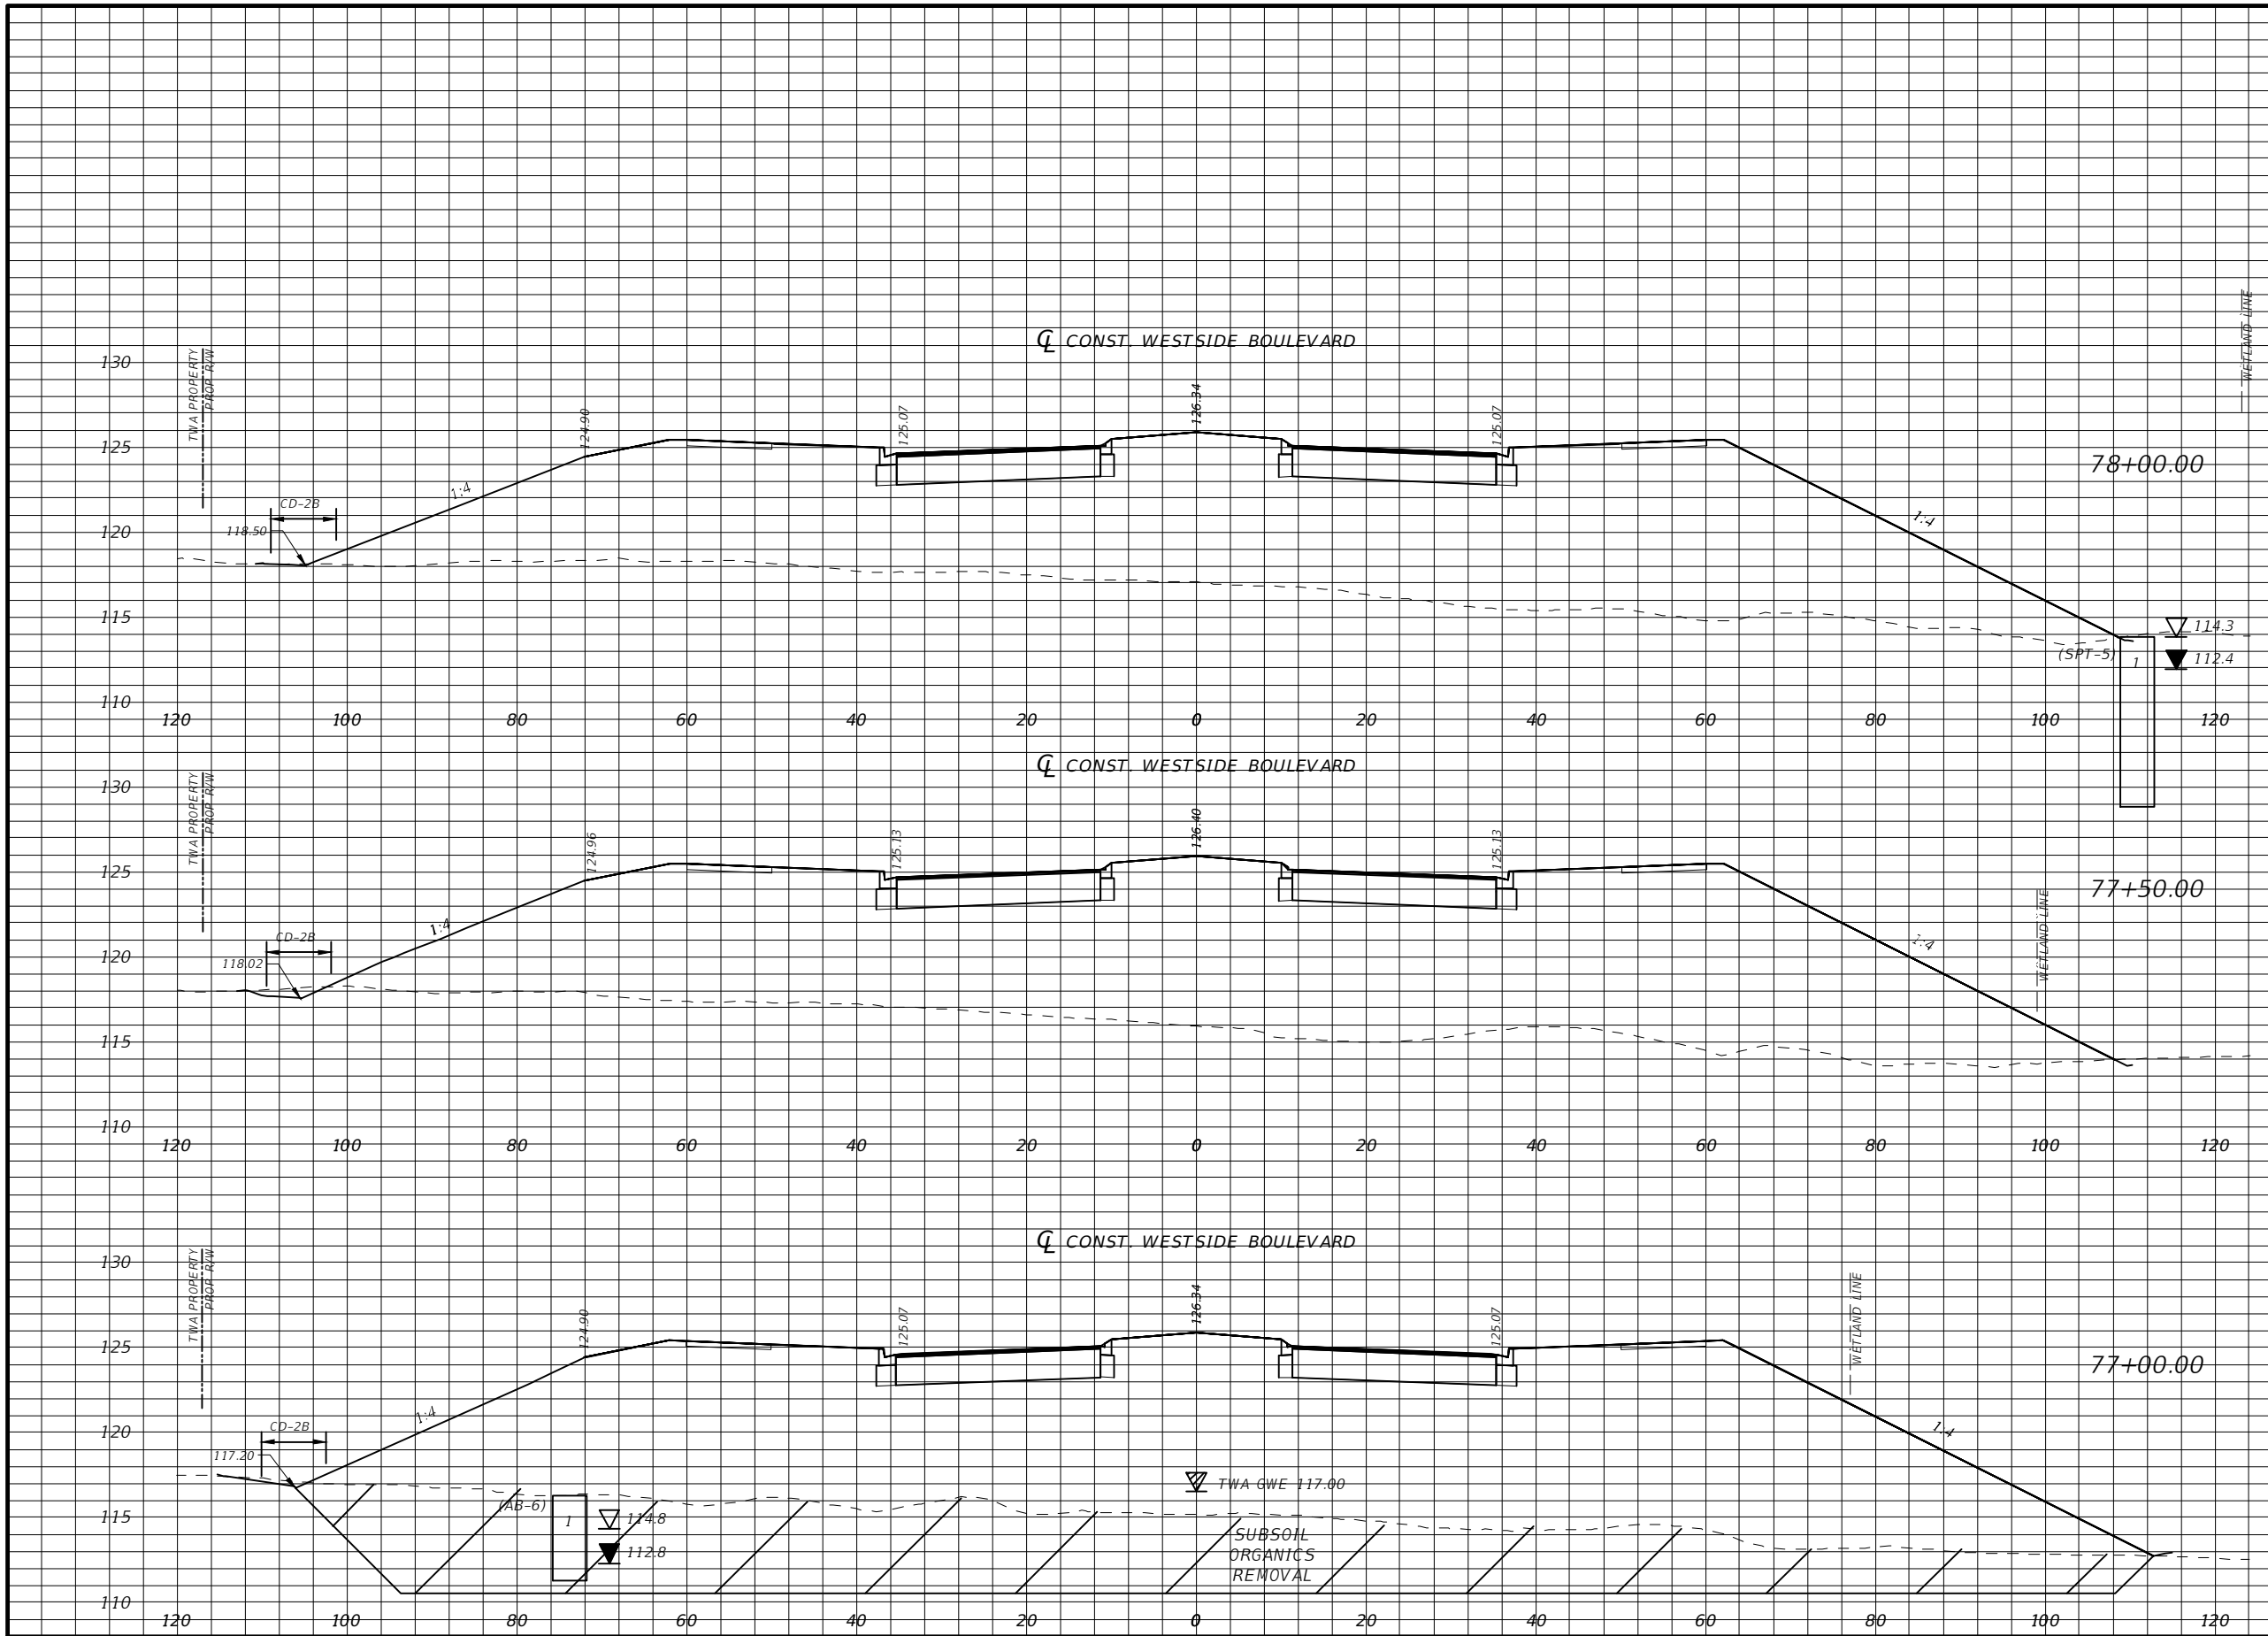 ℄ CONST. WESTSIDE BOULEVARD
WETLAND LINE
TWA PROPERTY
PROP R/W
130
126.34
124.90
125.07
125.07
125
78+00.00
1:4
CD-2B
118.50
120
1:4
115
114.3
(SPT-5)
1
112.4
110
120 100 80 60 40 20 0 20 40 60 80 100 120
℄ CONST. WESTSIDE BOULEVARD
TWA PROPERTY
PROP R/W
130
126.40
124.96
125.13
125.13
125
77+50.00
WETLAND LINE
1:4
CD-2B
118.02
120
1:4
115
110
120 100 80 60 40 20 0 20 40 60 80 100 120
℄ CONST. WESTSIDE BOULEVARD
TWA PROPERTY
PROP R/W
130
126.34
124.90
125.07
125.07
WETLAND LINE
125
77+00.00
1:4
CD-2B
117.20
120
1:4
TWA GWE 117.00
(AB-6)
1
114.8
115
112.8
SUBSOIL
ORGANICS
REMOVAL
110
120 100 80 60 40 20 0 20 40 60 80 100 120